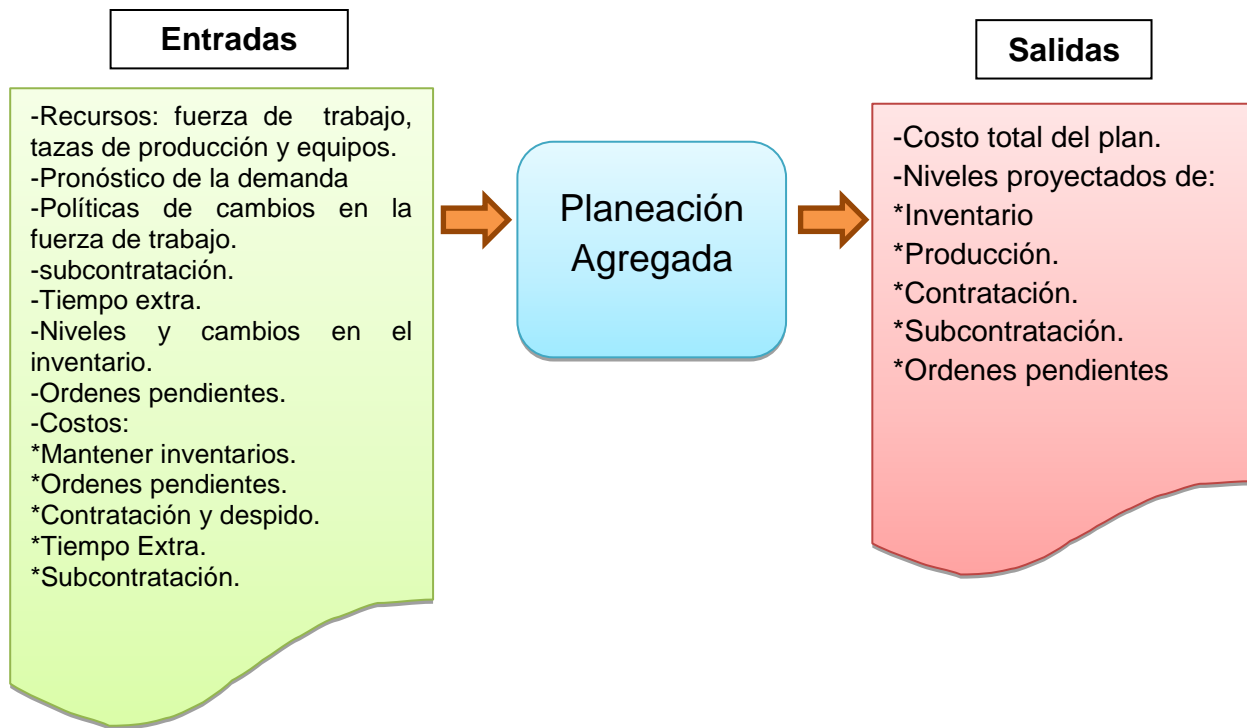 Entradas
-Recursos: fuerza de trabajo,
tazas de producción y equipos.
-Pronóstico de la demanda
-Políticas de cambios en la
fuerza de trabajo.
-subcontratación.
-Tiempo extra.
-Niveles y cambios en el
inventario.
-Ordenes pendientes.
-Costos:
*Mantener inventarios.
*Ordenes pendientes.
*Contratación y despido.
*Tiempo Extra.
*Subcontratación.
Planeación
Agregada
Salidas
-Costo total del plan.
-Niveles proyectados de:
*Inventario
*Producción.
*Contratación.
*Subcontratación.
*Ordenes pendientes